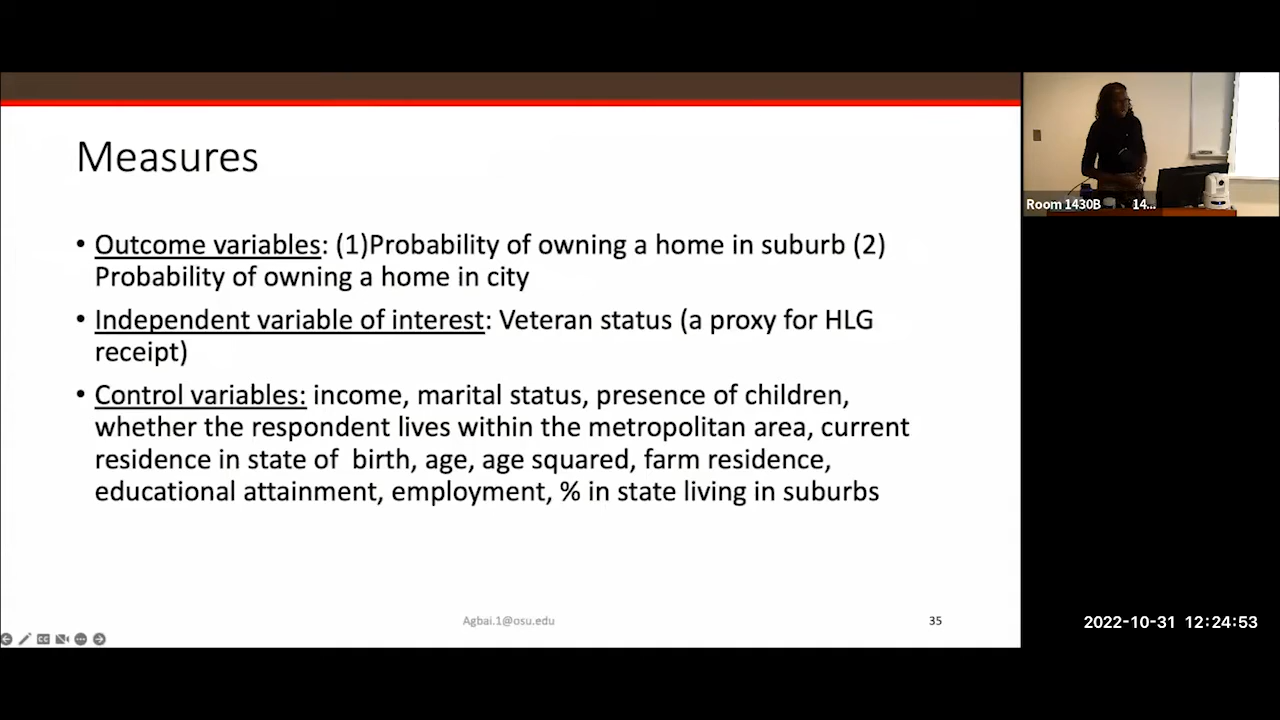 Measures
• Outcome variables: (1)Probability of owning a home in suburb (2)
Probability of owning a home in city
• Independent variable of interest: Veteran status (a proxy for HLG
receipt)
• Control variables: income, marital status, presence of children,
whether the respondent lives within the metropolitan area, current
residence in state of birth, age, age squared, farm residence,
educational attainment, employment, % in state living in suburbs
Agbai.1@osu.edu
35
CC
Room 1430B 14...
2022-10-31 12:24:53